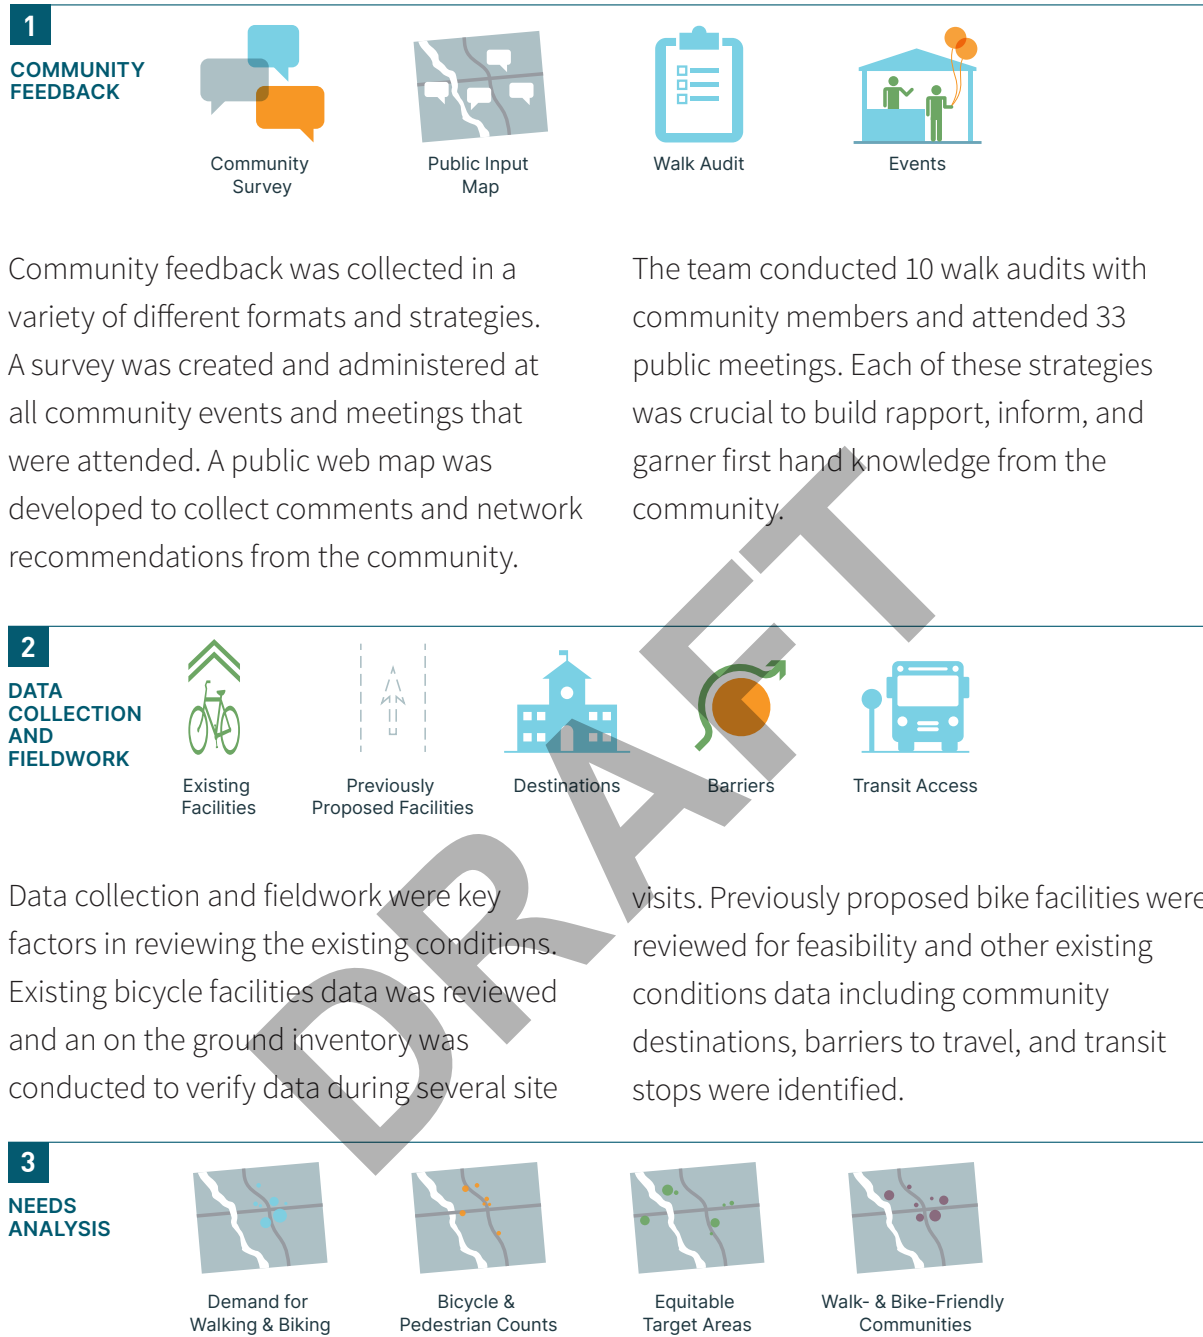 1
COMMUNITY
FEEDBACK
Community
Survey
Public Input
Map
Walk Audit
Events
Community feedback was collected in a
variety of different formats and strategies.
A survey was created and administered at
all community events and meetings that
were attended. A public web map was
developed to collect comments and network
recommendations from the community.
The team conducted 10 walk audits with
community members and attended 33
public meetings. Each of these strategies
was crucial to build rapport, inform, and
garner first hand knowledge from the
community.
2
DATA
COLLECTION
AND
FIELDWORK
Existing
Facilities
Previously
Proposed Facilities
Destinations
Barriers
Transit Access
Data collection and fieldwork were key
factors in reviewing the existing conditions.
Existing bicycle facilities data was reviewed
and an on the ground inventory was
conducted to verify data during several site
visits. Previously proposed bike facilities were
reviewed for feasibility and other existing
conditions data including community
destinations, barriers to travel, and transit
stops were identified.
DRAFT
3
NEEDS
ANALYSIS
Demand for
Walking & Biking
Bicycle &
Pedestrian Counts
Equitable
Target Areas
Walk- & Bike-Friendly
Communities